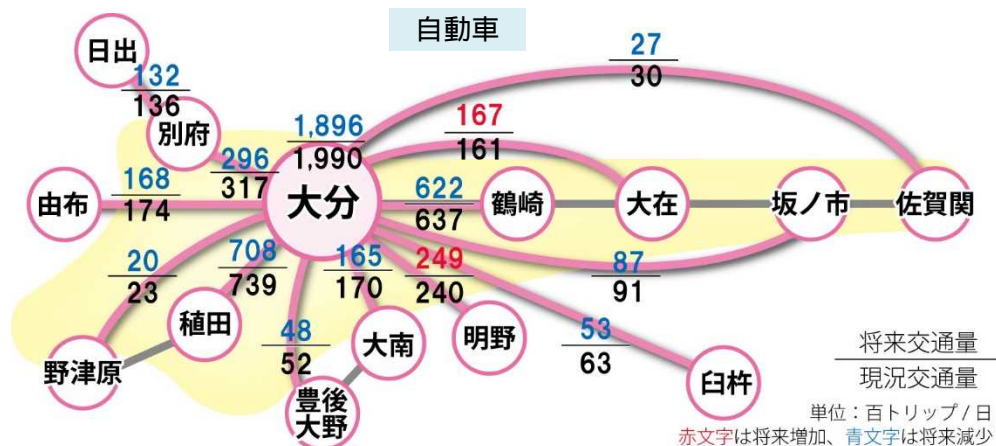 自動車
日出
132
136
別府
296
317
1,896
1,990
大分
27
30
167
161
由布
168
174
622
637
鶴崎
大在
坂ノ市
佐賀関
20
23
708
739
165
170
249
240
87
91
稙田
48
52
大南
明野
53
63
野津原
豊後
大野
臼杵
将来交通量
現況交通量
単位：百トリップ/日
赤文字は将来増加、青文字は将来減少